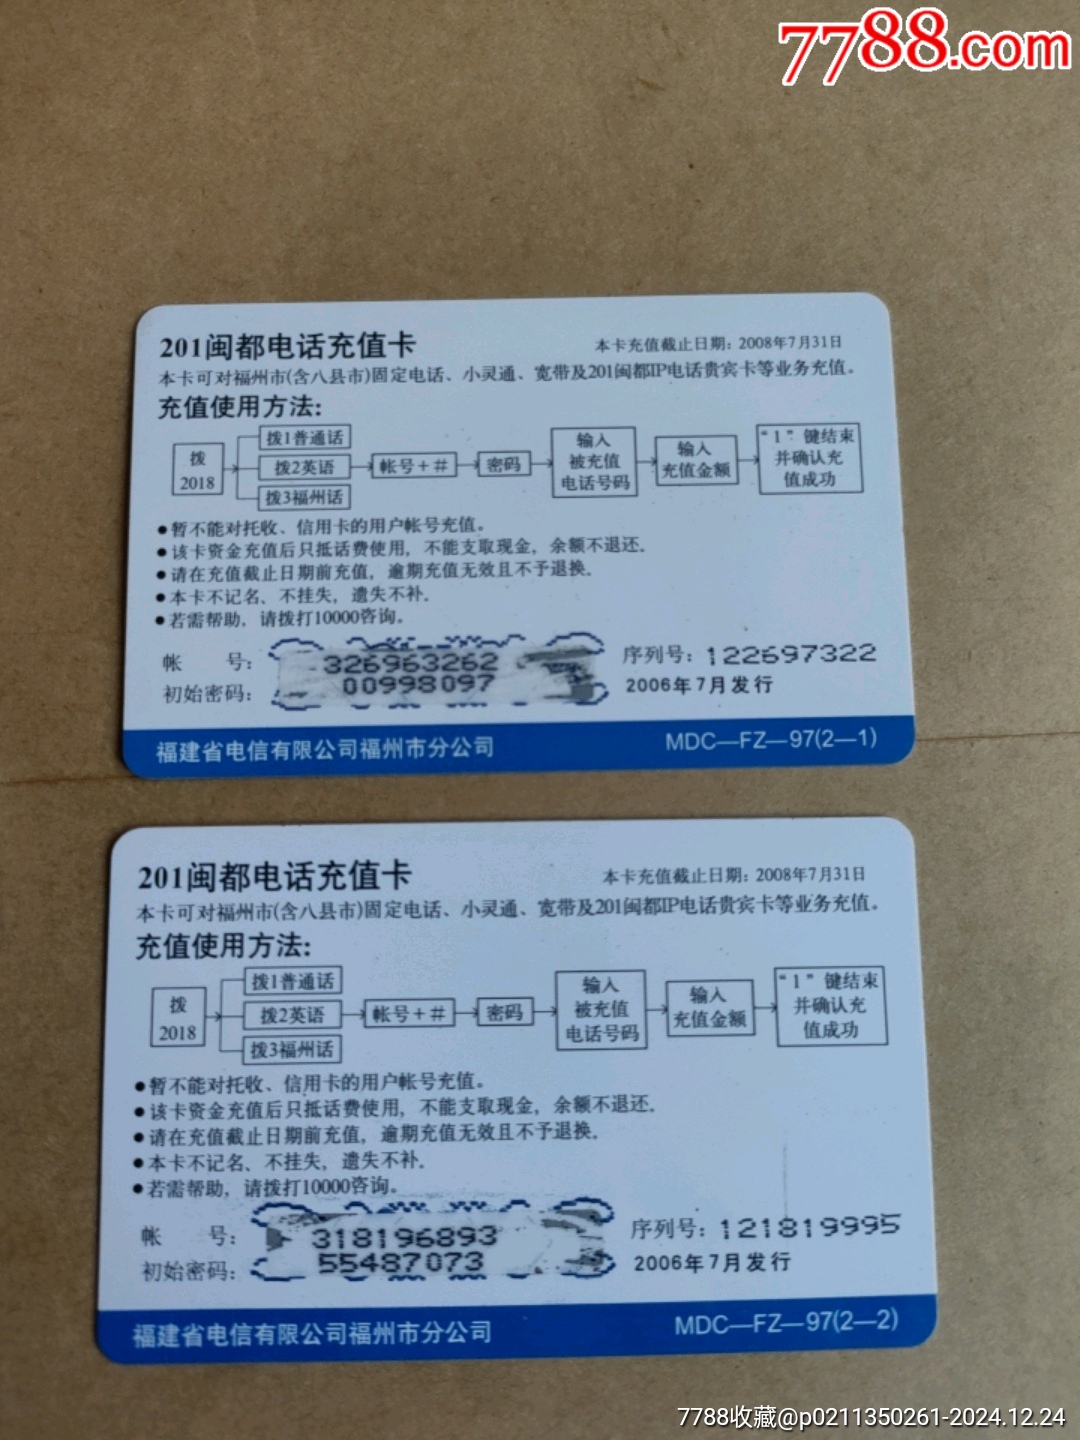 7788.com
201闽都电话充值卡
本卡充值截止日期：2008年7月31日
本卡可对福州市(含八县市)固定电话、小灵通、宽带及201闽都IP电话贵宾卡等业务充值。
充值使用方法：
拨
2018
拨1普通话
拨2英语
拨3福州话
帐号+#
密码
输入
被充值
电话号码
输入
充值金额
“1”键结束
并确认充
值成功
●暂不能对托收、信用卡的用户帐号充值。
●该卡资金充值后只抵话费使用，不能支取现金，余额不退还.
●请在充值截止日期前充值，逾期充值无效且不予退换.
●本卡不记名、不挂失，遗失不补.
●若需帮助，请拨打10000咨询。
帐 号： 326963262
序列号：122697322
初始密码： 00998097
2006年7月发行
福建省电信有限公司福州市分公司
MDC—FZ—97(2—1)
201闽都电话充值卡
本卡充值截止日期：2008年7月31日
本卡可对福州市(含八县市)固定电话、小灵通、宽带及201闽都IP电话贵宾卡等业务充值。
充值使用方法：
拨
2018
拨1普通话
拨2英语
拨3福州话
帐号+#
密码
输入
被充值
电话号码
输入
充值金额
“1”键结束
并确认充
值成功
●暂不能对托收、信用卡的用户帐号充值。
●该卡资金充值后只抵话费使用，不能支取现金，余额不退还.
●请在充值截止日期前充值，逾期充值无效且不予退换.
●本卡不记名、不挂失，遗失不补.
●若需帮助，请拨打10000咨询。
帐 号： 318196893
序列号：121819995
初始密码： 55487073
2006年7月发行
福建省电信有限公司福州市分公司
MDC—FZ—97(2—2)
7788收藏@p0211350261-2024.12.24